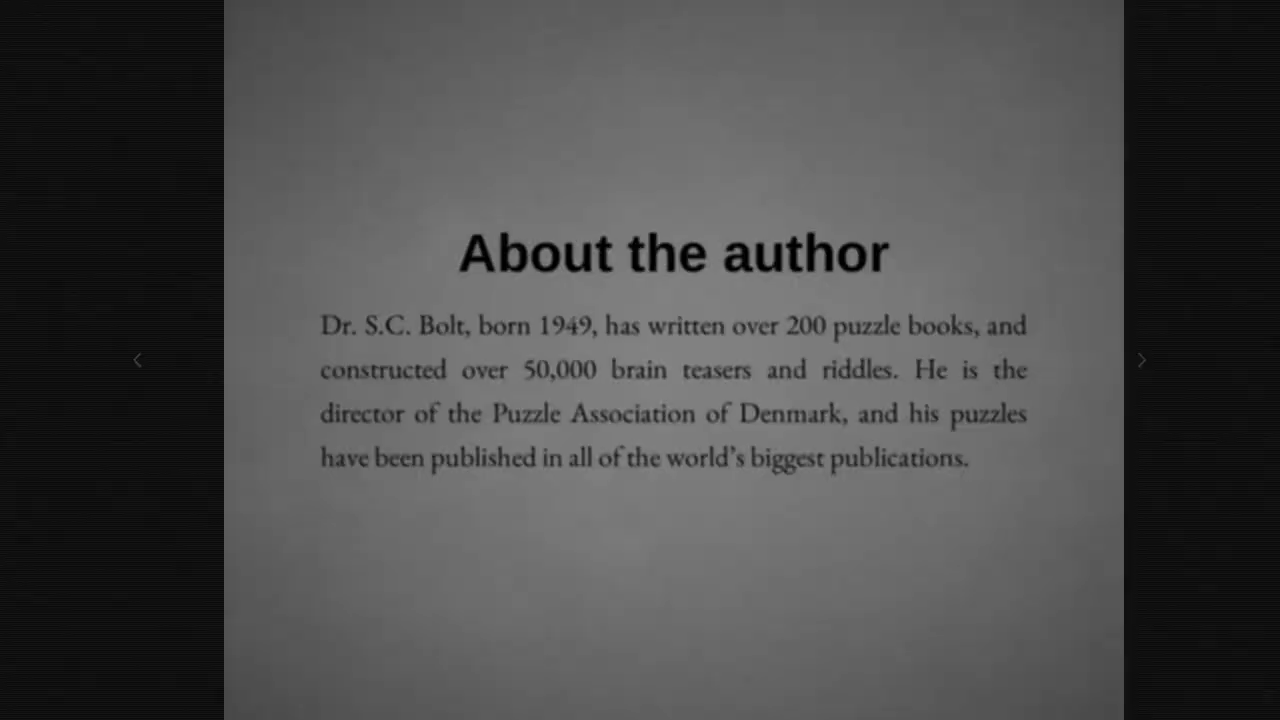 About the author
Dr. S.C. Bolt, born 1949, has written over 200 puzzle books, and
constructed over 50,000 brain teasers and riddles. He is the
director of the Puzzle Association of Denmark, and his puzzles
have been published in all of the world’s biggest publications.